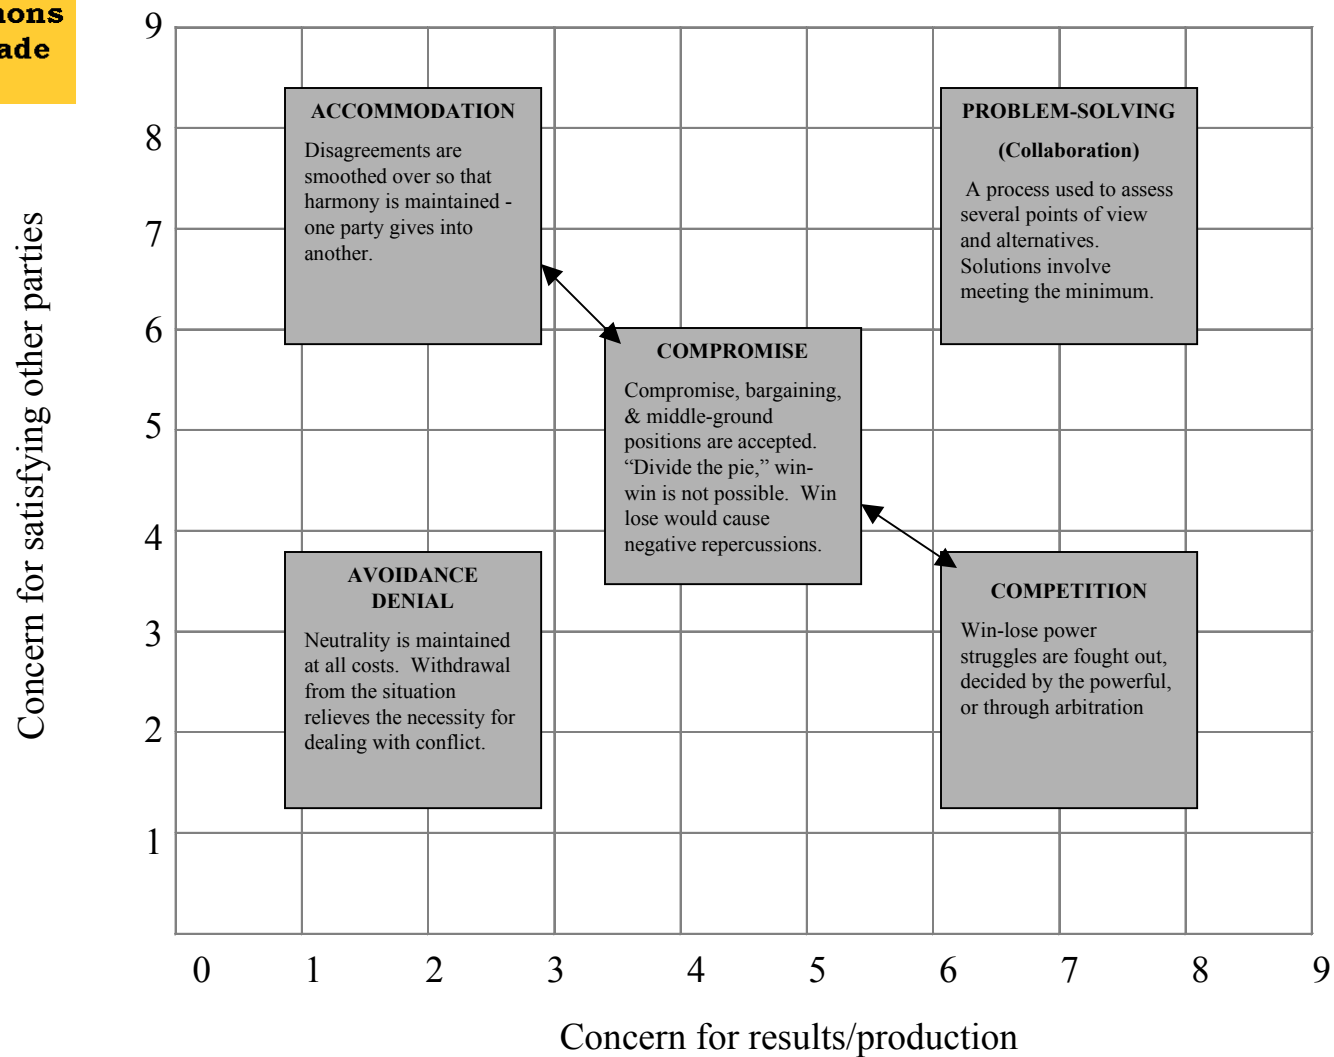 9
8
7
6
5
4
3
2
1
Concern for satisfying other parties
ACCOMMODATION
Disagreements are
smoothed over so that
harmony is maintained -
one party gives into
another.
PROBLEM-SOLVING
(Collaboration)
A process used to assess
several points of view
and alternatives.
Solutions involve
meeting the minimum.
COMPROMISE
Compromise, bargaining,
& middle-ground
positions are accepted.
“Divide the pie,” win-
win is not possible.  Win
lose would cause
negative repercussions.
AVOIDANCE
DENIAL
Neutrality is maintained
at all costs.  Withdrawal
from the situation
relieves the necessity for
dealing with conflict.
COMPETITION
Win-lose power
struggles are fought out,
decided by the powerful,
or through arbitration
0 1 2 3 4 5 6 7 8 9
Concern for results/production